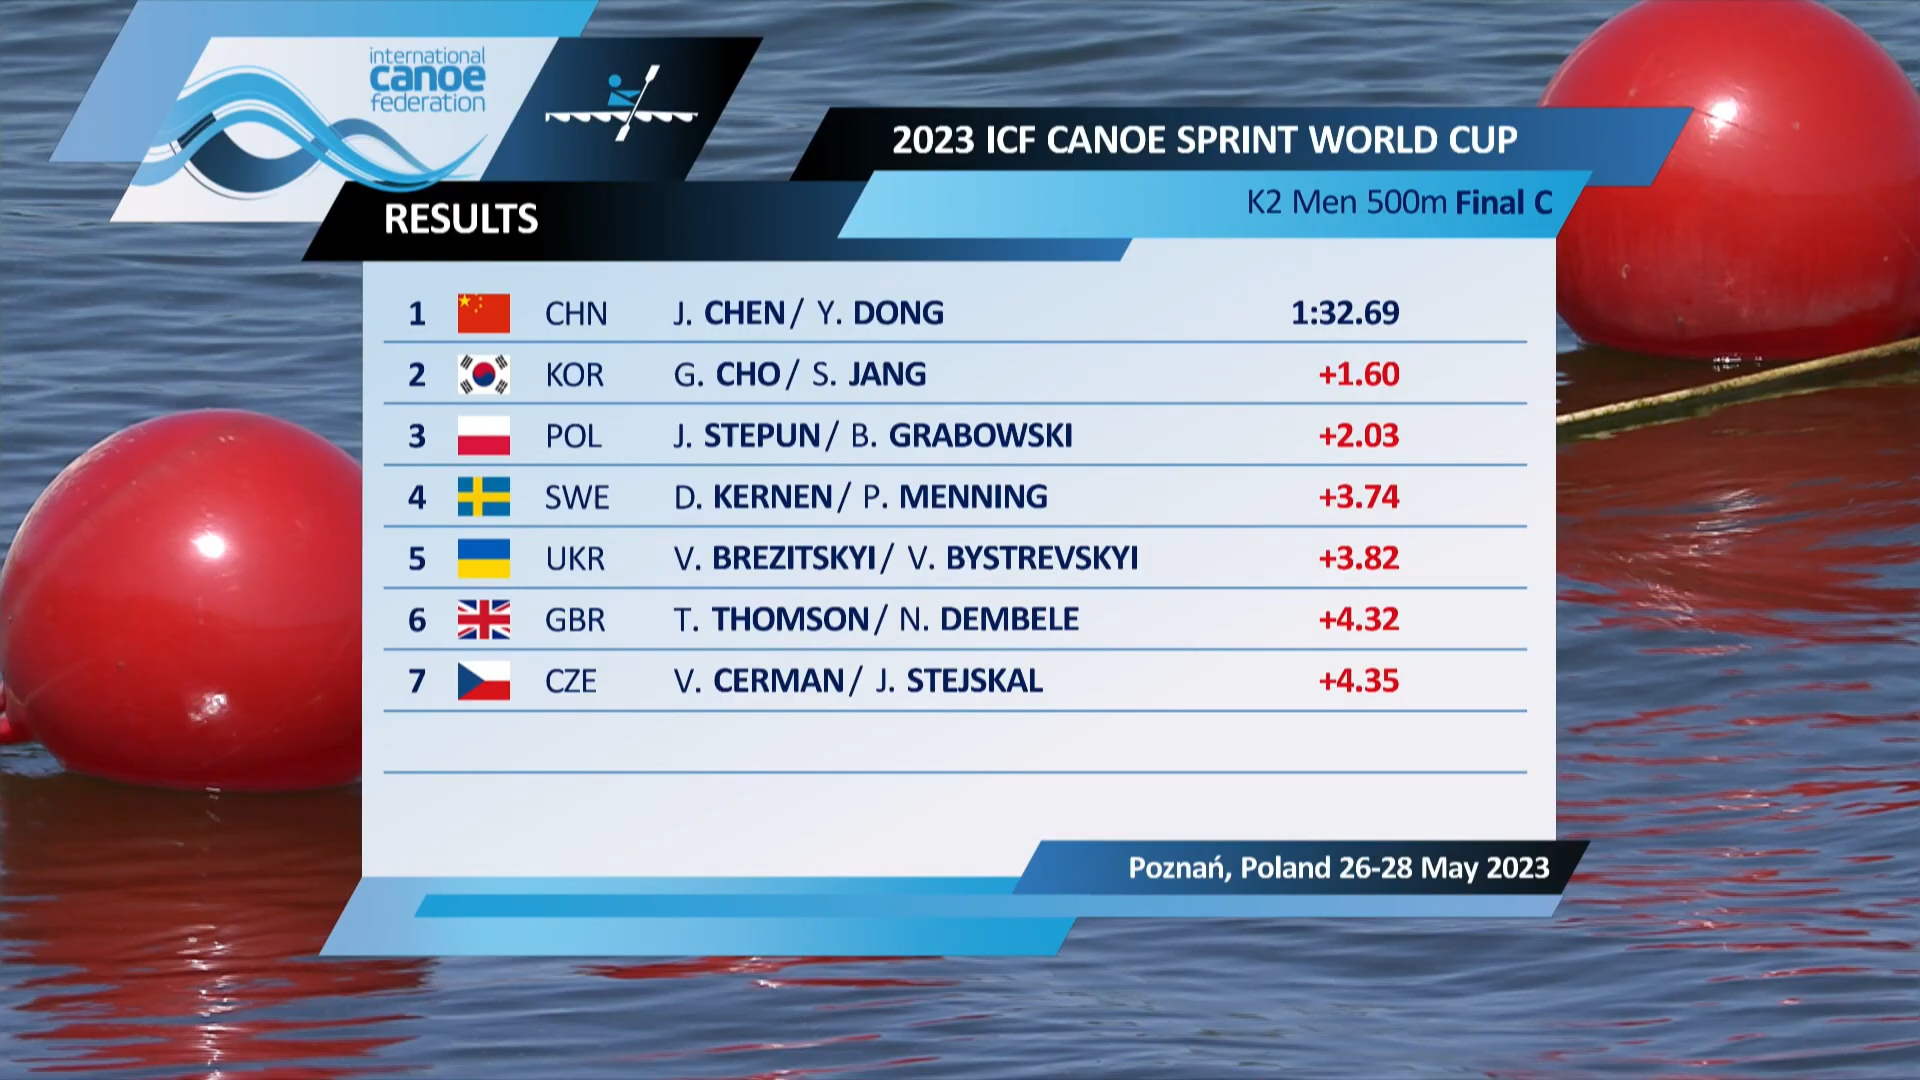 international
canoe
federation
2023 ICF CANOE SPRINT WORLD CUP
K2 Men 500m Final C
RESULTS
1 CHN J. CHEN / Y. DONG 1:32.69
2 KOR G. CHO / S. JANG +1.60
3 POL J. STEPUN / B. GRABOWSKI +2.03
4 SWE D. KERNEN / P. MENNING +3.74
5 UKR V. BREZITSKYI / V. BYSTREVSKYI +3.82
6 GBR T. THOMSON / N. DEMBELE +4.32
7 CZE V. CERMAN / J. STEJSKAL +4.35
Poznań, Poland 26-28 May 2023